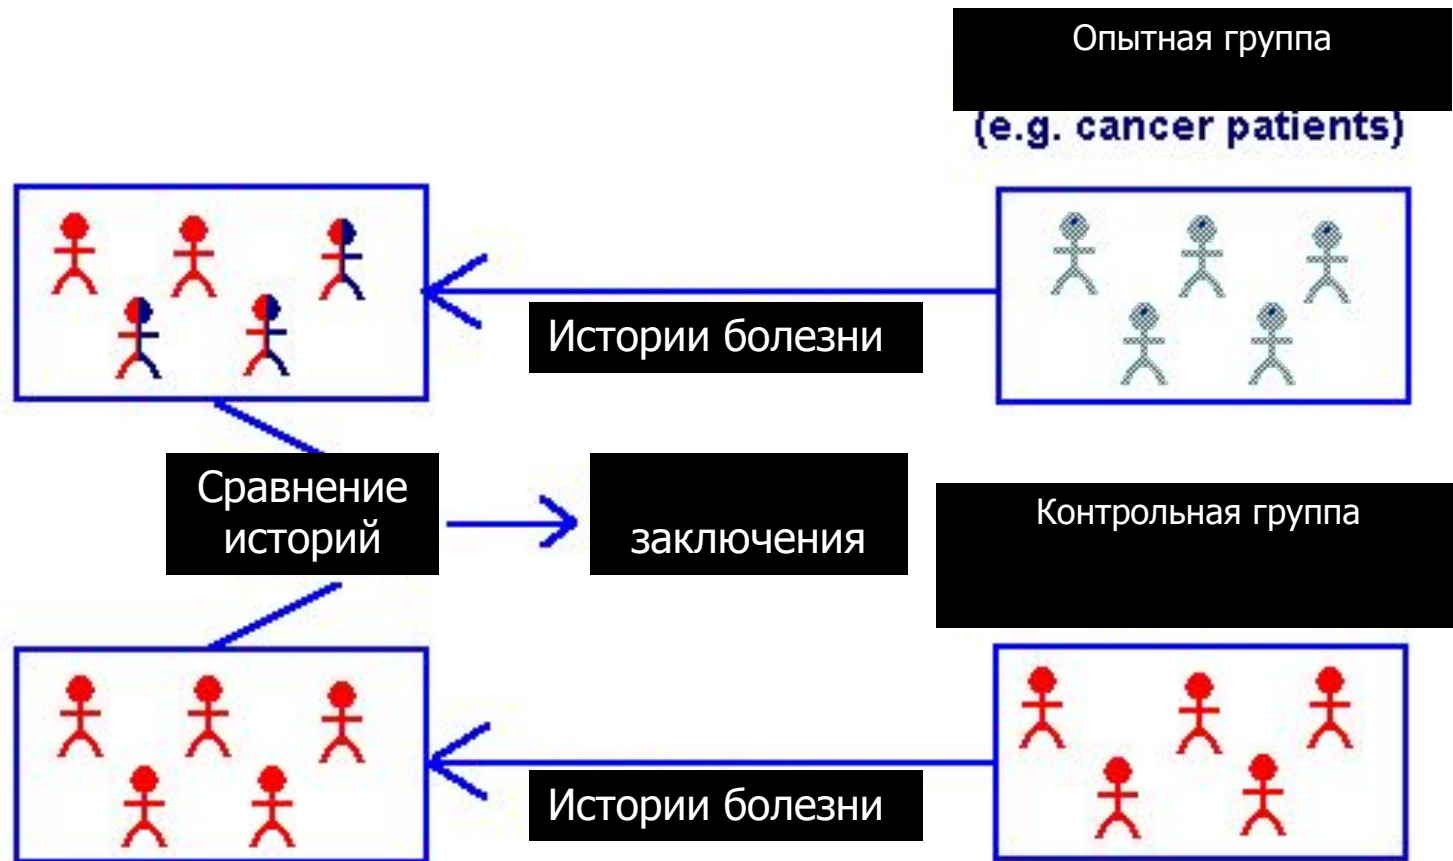 Опытная группа
(e.g. cancer patients)
Истории болезни
Сравнение
историй
заключения
Контрольная группа
Истории болезни